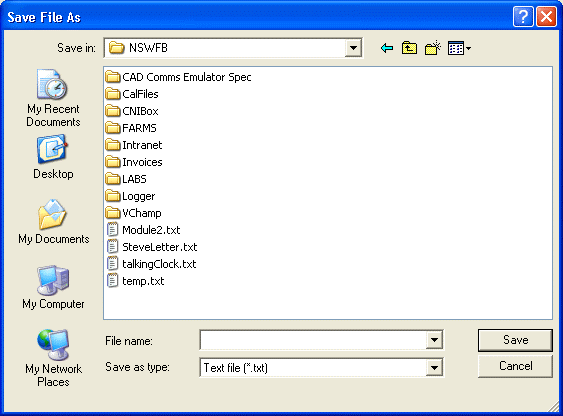 Save File As
Save in: NSWFB
My Recent
Documents
Desktop
My Documents
My Computer
My Network
Places
CAD Comms Emulator Spec
CalFiles
CNIBox
FARMS
Intranet
Invoices
LABS
Logger
VChamp
Module2.txt
SteveLetter.txt
talkingClock.txt
temp.txt
File name:
Save
Save as type: Text file (*.txt)
Cancel